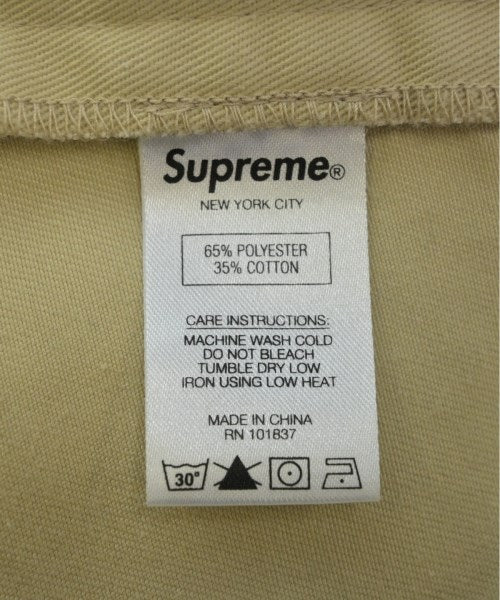 Supreme®
NEW YORK CITY
65% POLYESTER
35% COTTON
CARE INSTRUCTIONS:
MACHINE WASH COLD
DO NOT BLEACH
TUMBLE DRY LOW
IRON USING LOW HEAT
MADE IN CHINA
RN 101837
30°